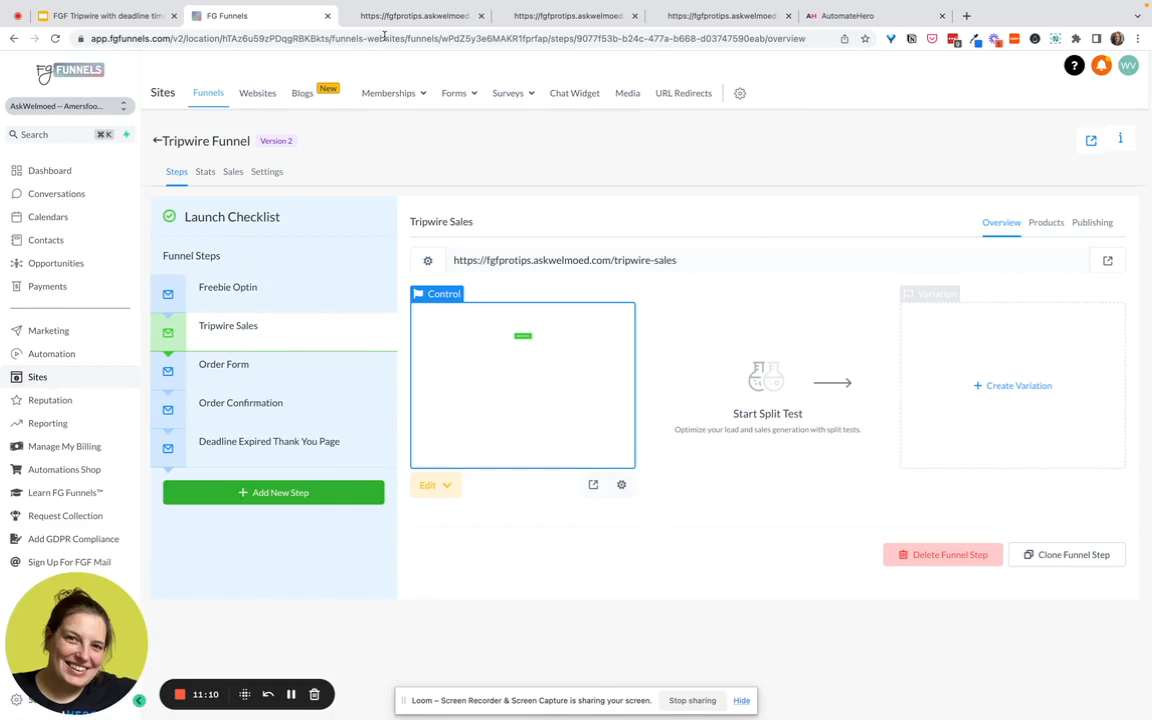 FGF Tripwire with deadline tim
FG Funnels
https://fgfprotips.askwelmoed.
https://fgfprotips.askwelmoed.c
https://fgfprotips.askwelmoed.c
AH AutomateHero
app.fgfunnels.com/v2/location/hTAz6u59zPDqgRBKBkts/funnels-websites/funnels/wPdZ5y3e6MAKR1fprfap/steps/9077f53b-b24c-477a-b668-d03747590eab/overview
FG FUNNELS
Sites
Funnels
Websites
Blogs
New
Memberships
Forms
Surveys
Chat Widget
Media
URL Redirects
WV
AskWelmoed — Amersfoo...
Search
⌘K
Dashboard
Conversations
Calendars
Contacts
Opportunities
Payments
Marketing
Automation
Sites
Reputation
Reporting
Manage My Billing
Automations Shop
Learn FG Funnels™
Request Collection
Add GDPR Compliance
Sign Up For FGF Mail
←Tripwire Funnel
Version 2
Steps
Stats
Sales
Settings
Launch Checklist
Funnel Steps
Freebie Optin
Tripwire Sales
Order Form
Order Confirmation
Deadline Expired Thank You Page
+ Add New Step
Tripwire Sales
Overview
Products
Publishing
https://fgfprotips.askwelmoed.com/tripwire-sales
Control
Variation
Start Split Test
Optimize your lead and sales generation with split tests.
+ Create Variation
Edit
Delete Funnel Step
Clone Funnel Step
11:10
Loom – Screen Recorder & Screen Capture is sharing your screen.
Stop sharing
Hide